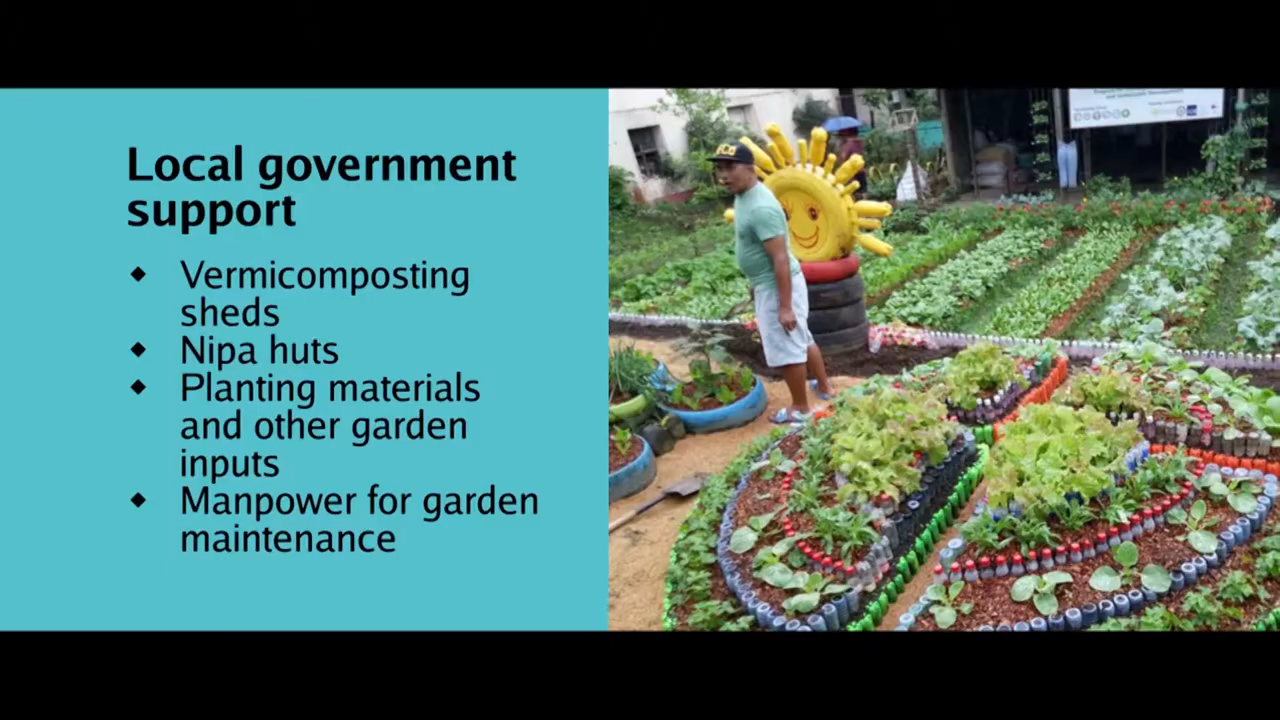 Local government
support
◆ Vermicomposting
sheds
◆ Nipa huts
◆ Planting materials
and other garden
inputs
◆ Manpower for garden
maintenance